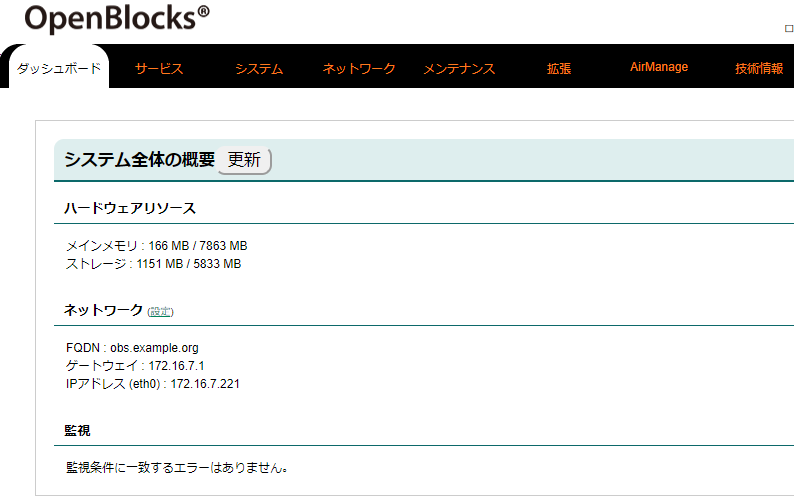 OpenBlocks®
ダッシュボード サービス システム ネットワーク メンテナンス 拡張 AirManage 技術情報
システム全体の概要 更新
ハードウェアリソース
メインメモリ : 166 MB / 7863 MB
ストレージ : 1151 MB / 5833 MB
ネットワーク (設定)
FQDN : obs.example.org
ゲートウェイ : 172.16.7.1
IPアドレス (eth0) : 172.16.7.221
監視
監視条件に一致するエラーはありません。